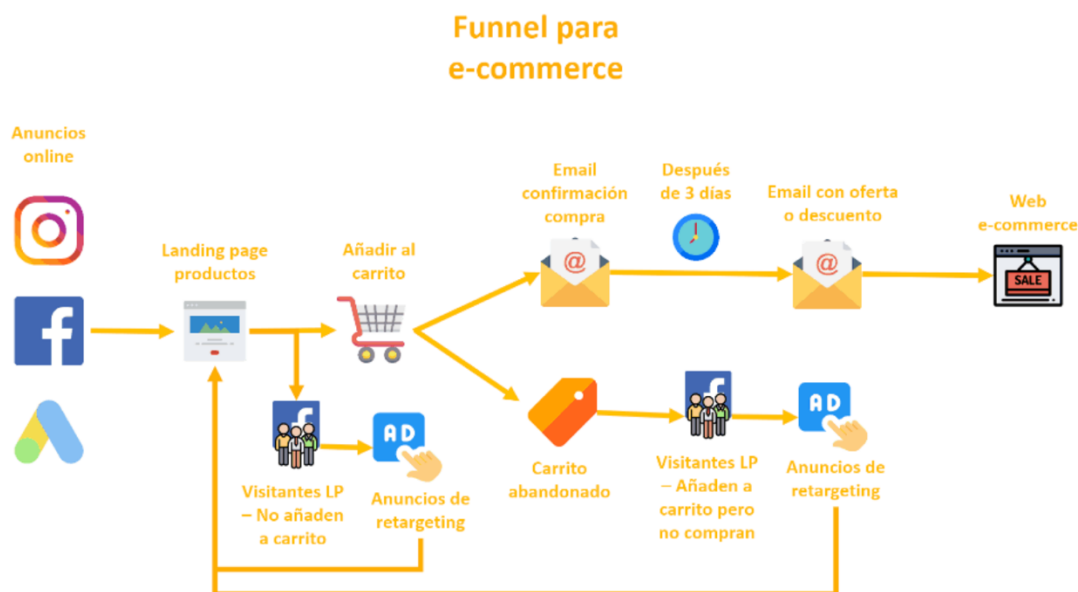 Funnel para
e-commerce
Anuncios
online
Landing page
productos
Añadir al
carrito
Email
confirmación
compra
@
Después
de 3 días
Email con oferta
o descuento
@
Web
e-commerce
SALE
Visitantes LP
– No añaden
a carrito
AD
Anuncios de
retargeting
Carrito
abandonado
Visitantes LP
– Añaden a
carrito pero
no compran
AD
Anuncios de
retargeting